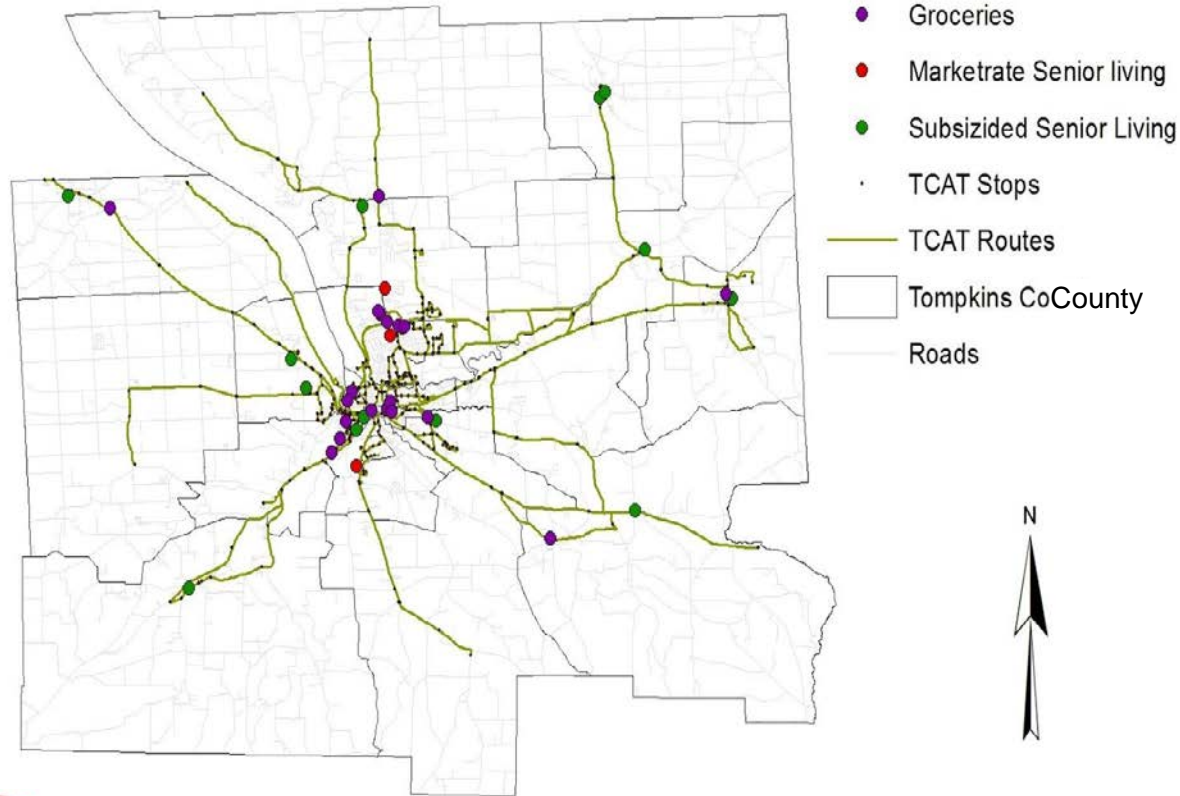 Groceries
Marketrate Senior living
Subsizided Senior Living
TCAT Stops
TCAT Routes
Tompkins CoCounty
Roads
N